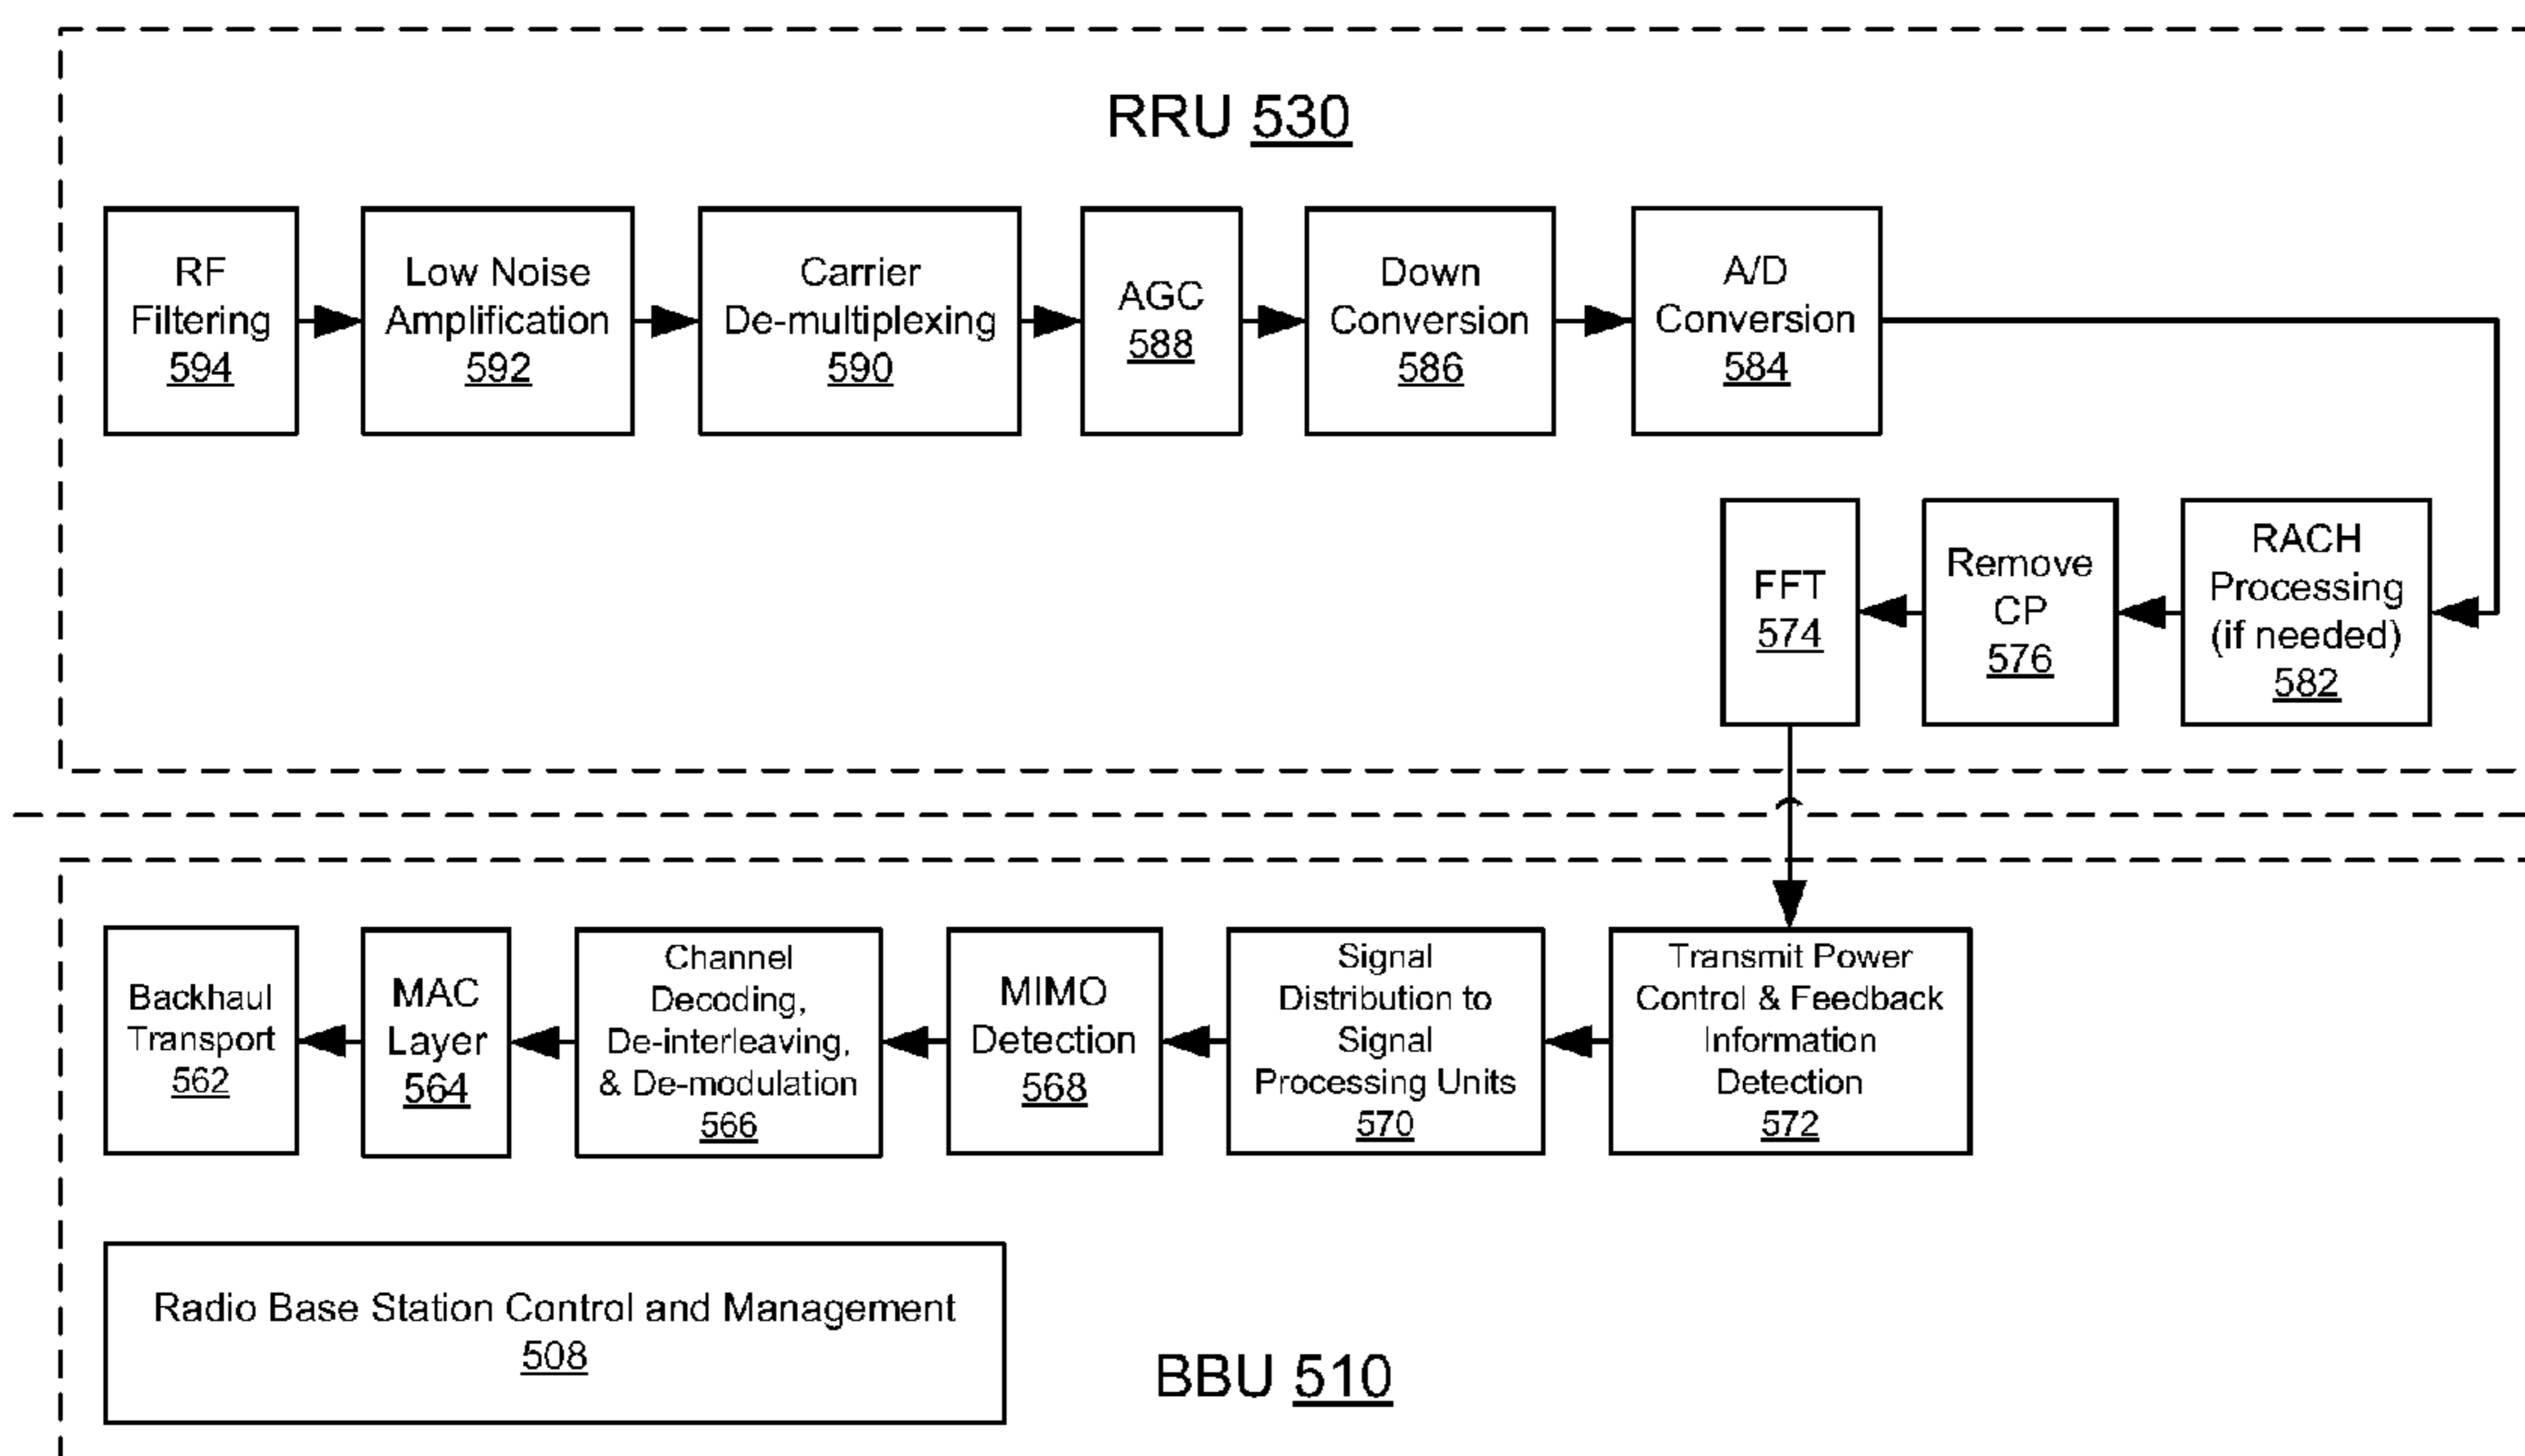 RRU 530
RF
Filtering
594
Low Noise
Amplification
592
Carrier
De-multiplexing
590
AGC
588
Down
Conversion
586
A/D
Conversion
584
RACH
Processing
(if needed)
582
Remove
CP
576
FFT
574
Transmit Power
Control & Feedback
Information
Detection
572
Signal
Distribution to
Signal
Processing Units
570
MIMO
Detection
568
Channel
Decoding,
De-interleaving,
& De-modulation
566
MAC
Layer
564
Backhaul
Transport
562
Radio Base Station Control and Management
508
BBU 510